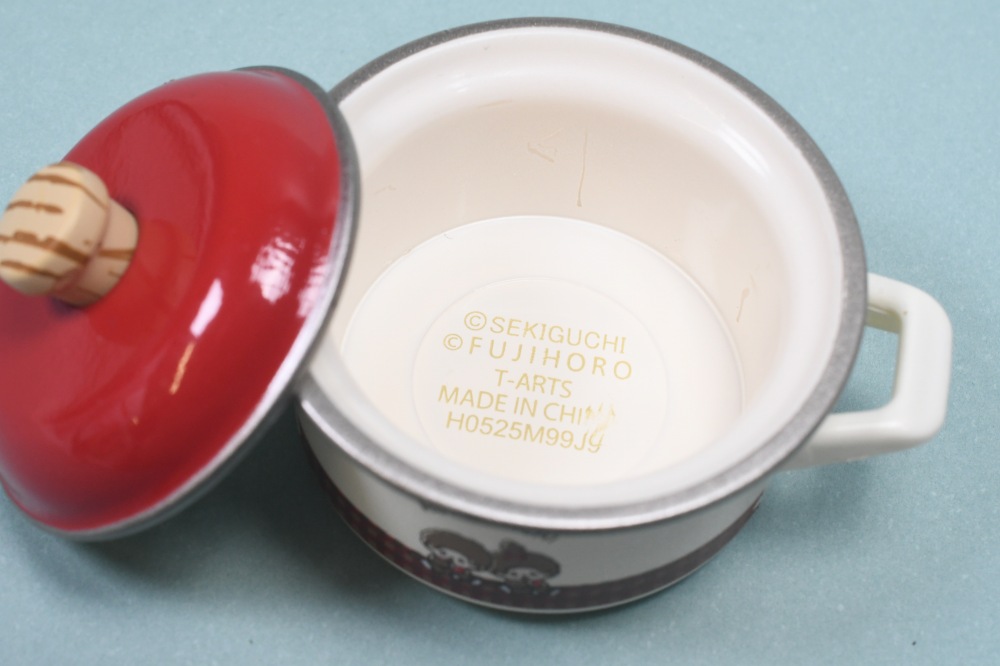 ©SEKIGUCHI
©FUJIHORO
T-ARTS
MADE IN CHINA
H0525M99J9